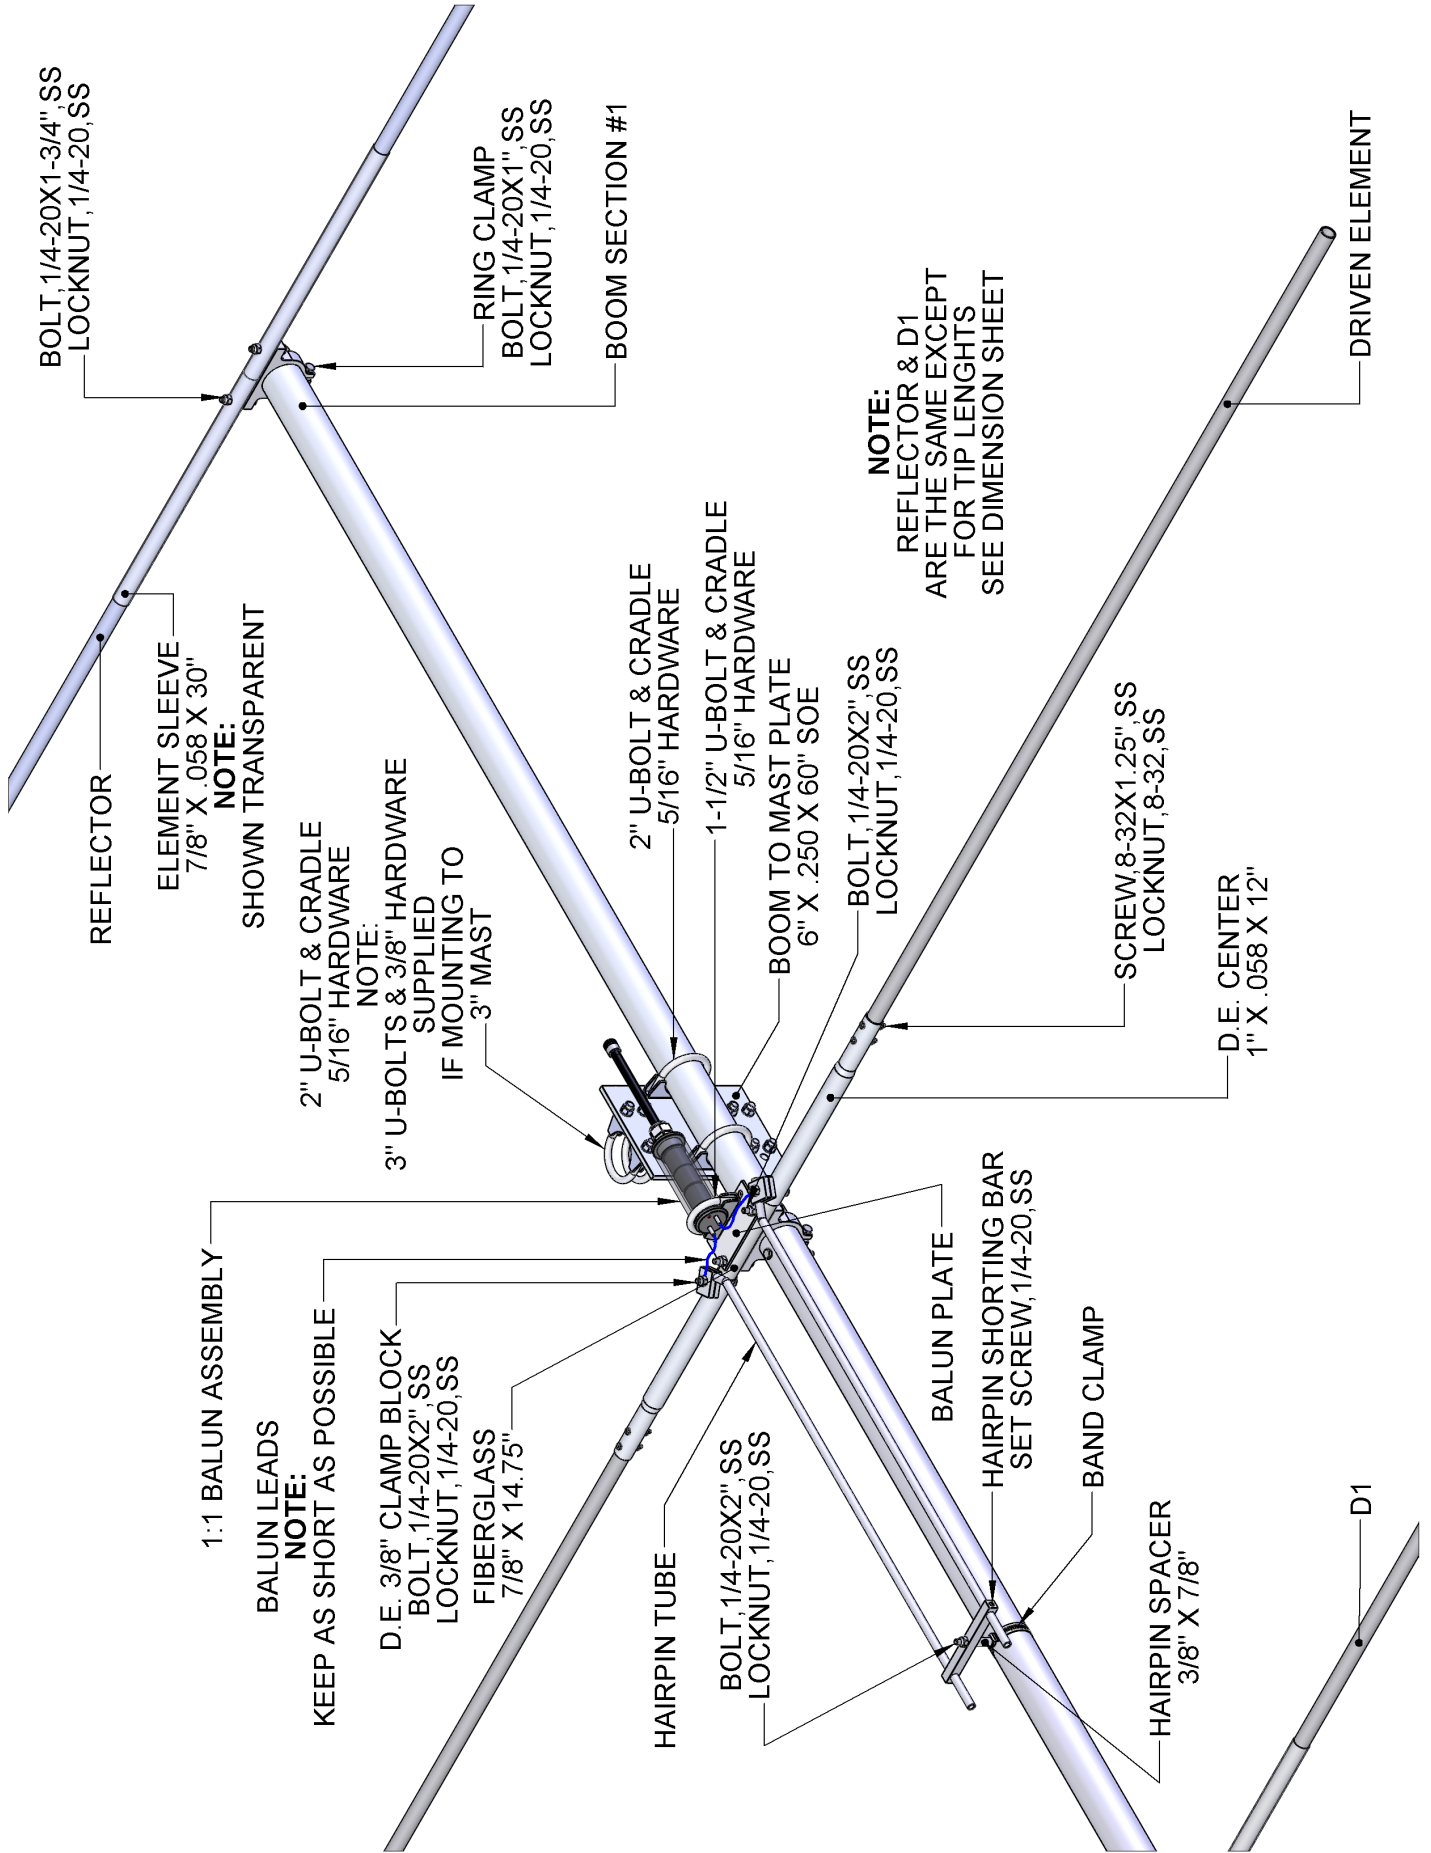 BOLT,1/4-20X1-3/4",SS
LOCKNUT,1/4-20,SS
RING CLAMP
BOLT,1/4-20X1",SS
LOCKNUT,1/4-20,SS
BOOM SECTION #1
REFLECTOR
ELEMENT SLEEVE
7/8" X .058 X 30"
NOTE:
SHOWN TRANSPARENT
2" U-BOLT & CRADLE
5/16" HARDWARE
NOTE:
3" U-BOLTS & 3/8" HARDWARE
SUPPLIED
IF MOUNTING TO
3" MAST
2" U-BOLT & CRADLE
5/16" HARDWARE
1-1/2" U-BOLT & CRADLE
5/16" HARDWARE
BOOM TO MAST PLATE
6" X .250 X 60" SOE
BOLT,1/4-20X2",SS
LOCKNUT,1/4-20,SS
NOTE:
REFLECTOR & D1
ARE THE SAME EXCEPT
FOR TIP LENGHTS
SEE DIMENSION SHEET
DRIVEN ELEMENT
SCREW,8-32X1.25",SS
LOCKNUT,8-32,SS
D.E. CENTER
1" X .058 X 12"
1:1 BALUN ASSEMBLY
BALUN LEADS
NOTE:
KEEP AS SHORT AS POSSIBLE
D.E. 3/8" CLAMP BLOCK
BOLT,1/4-20X2",SS
LOCKNUT,1/4-20,SS
FIBERGLASS
7/8" X 14.75"
HAIRPIN TUBE
BOLT,1/4-20X2",SS
LOCKNUT,1/4-20,SS
BALUN PLATE
HAIRPIN SHORTING BAR
SET SCREW,1/4-20,SS
BAND CLAMP
HAIRPIN SPACER
3/8" X 7/8"
D1